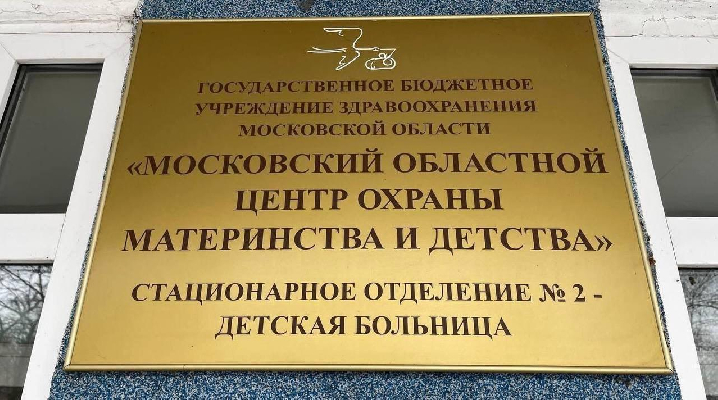 ГОСУДАРСТВЕННОЕ БЮДЖЕТНОЕ
УЧРЕЖДЕНИЕ ЗДРАВООХРАНЕНИЯ
МОСКОВСКОЙ ОБЛАСТИ
«МОСКОВСКИЙ ОБЛАСТНОЙ
ЦЕНТР ОХРАНЫ
МАТЕРИНСТВА И ДЕТСТВА»
СТАЦИОНАРНОЕ ОТДЕЛЕНИЕ № 2 -
ДЕТСКАЯ БОЛЬНИЦА